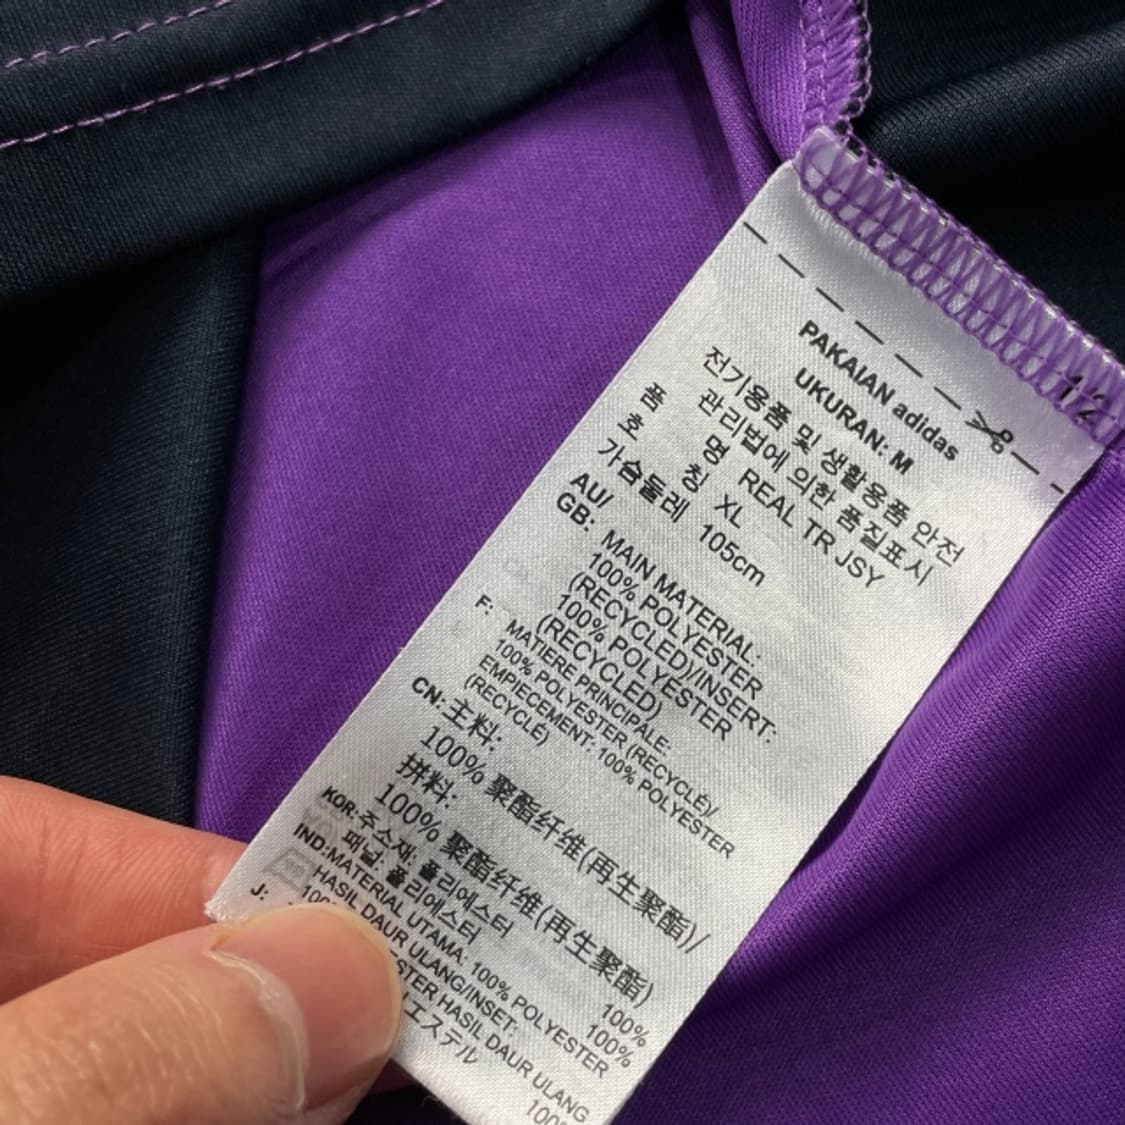 1/2
PAKAIAN adidas
UKURAN: M
전기용품 및 생활용품 안전
관리법에 의한 품질표시
품 명 REAL TR JSY
호 칭 XL
가슴둘레 105cm
AU/
GB: MAIN MATERIAL:
100% POLYESTER
(RECYCLED)/INSERT:
100% POLYESTER
(RECYCLED)
F: MATIERE PRINCIPALE:
100% POLYESTER (RECYCLÉ)/
EMPIECEMENT: 100% POLYESTER
(RECYCLÉ)
CN: 主料:
100% 聚酯纤维(再生聚酯)/
拼料:
100% 聚酯纤维(再生聚酯)
KOR: 주소재: 폴리에스터 100%
패널: 폴리에스터 100%
IND: MATERIAL UTAMA: 100% POLYESTER
HASIL DAUR ULANG/INSET:
100 ESTER HASIL DAUR ULANG
J: エステル 100%